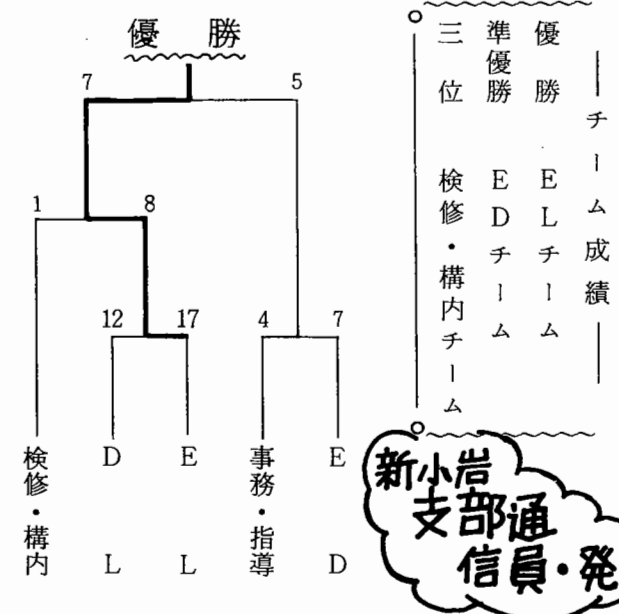 ―チーム成績―
優勝 ELチーム
準優勝 EDチーム
三位 検修・構内チーム
優勝
7 5
1 8
12 17 4 7
検修・構内
DL
EL
事務・指導
ED
新小岩
支部通
信員・発